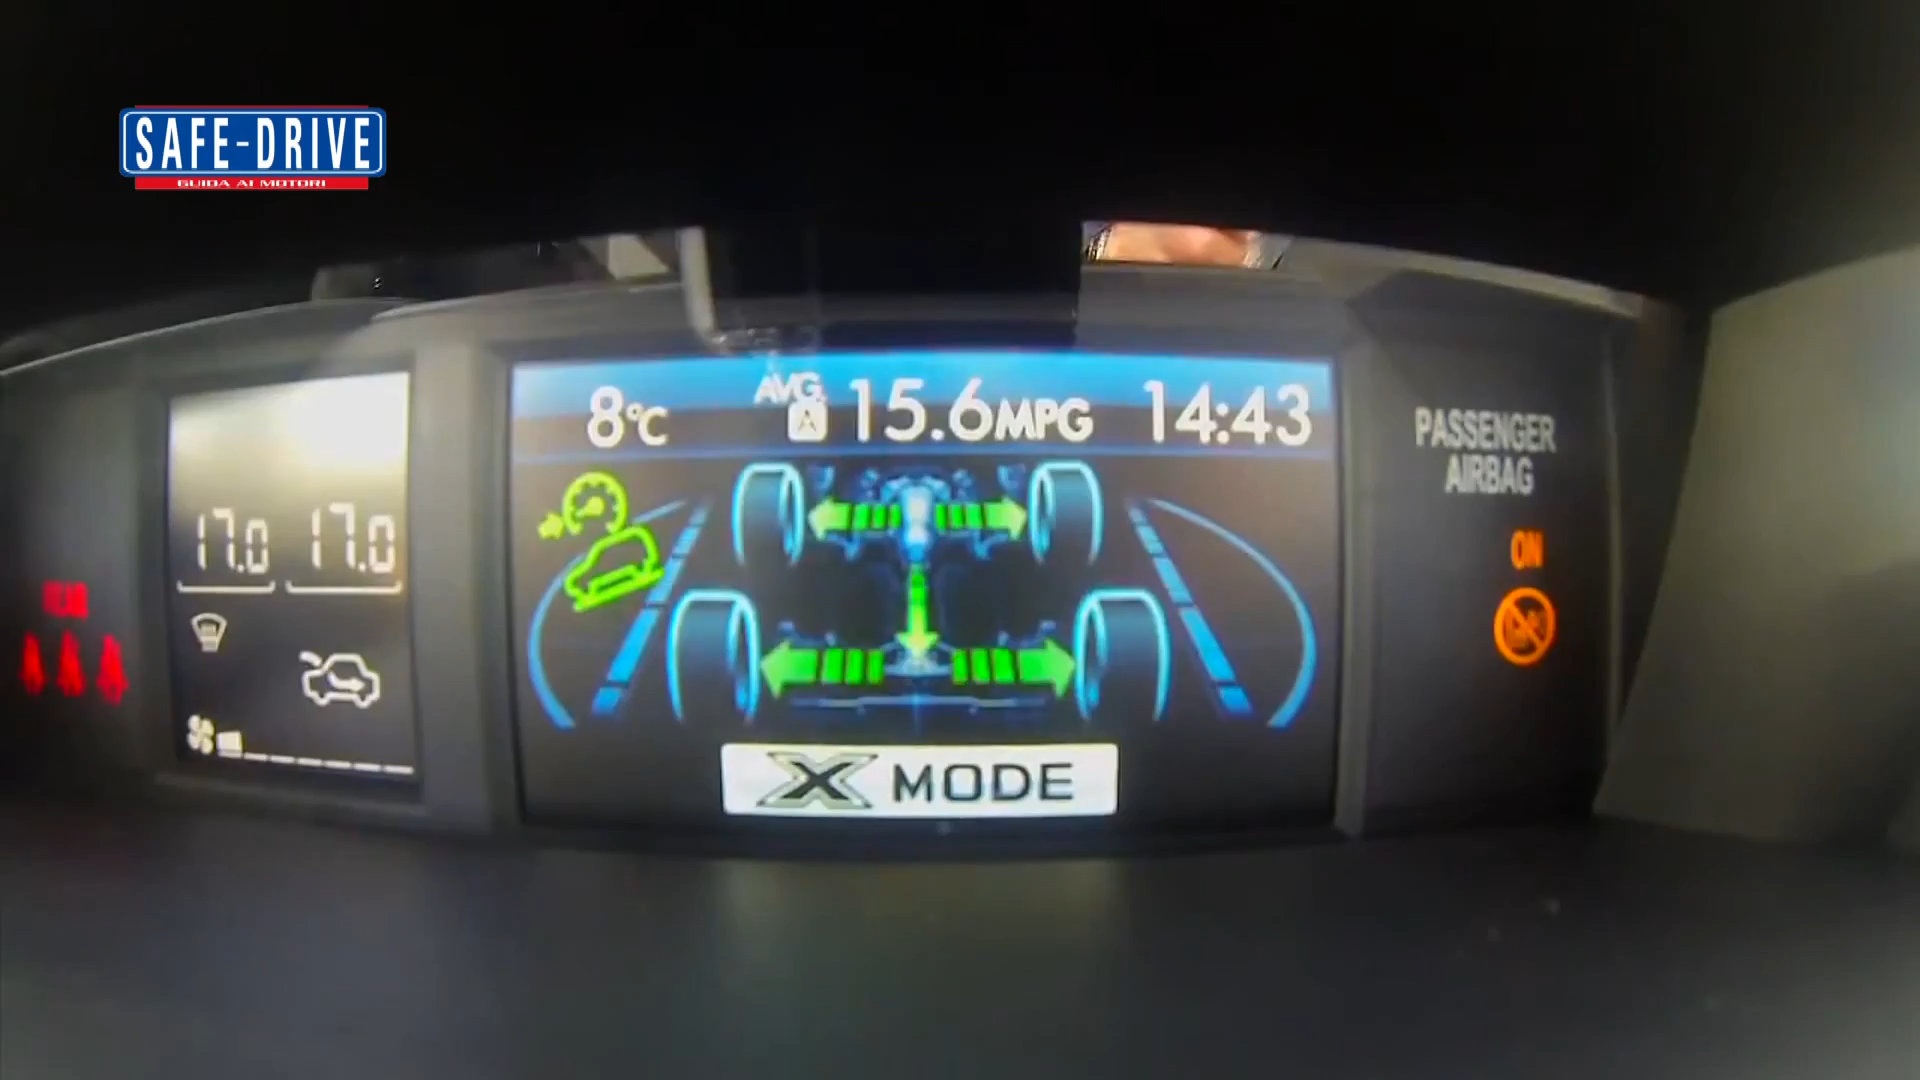 SAFE-DRIVE
GUIDA AI MOTORI
8°C
AVG.
A
15.6MPG
14:43
17.0
17.0
REAR
X MODE
PASSENGER
AIRBAG
ON